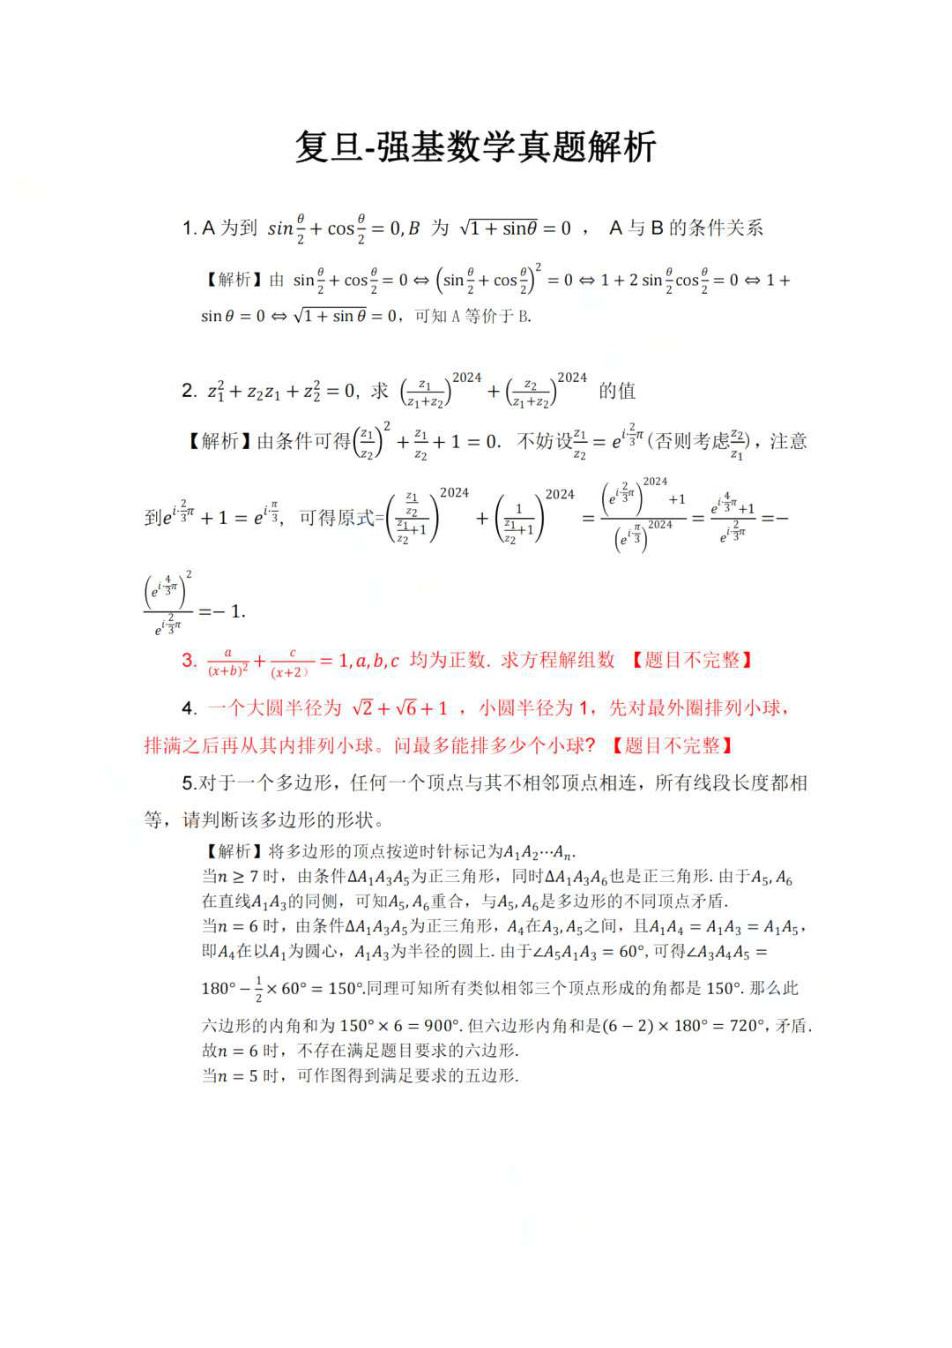 复旦-强基数学真题解析
1. A 为到 sin θ/2 + cos θ/2 = 0, B 为 √(1 + sinθ) = 0 ， A 与 B 的条件关系
【解析】由 sin θ/2 + cos θ/2 = 0 ⇔ (sin θ/2 + cos θ/2)² = 0 ⇔ 1 + 2 sin θ/2 cos θ/2 = 0 ⇔ 1 +
sin θ = 0 ⇔ √(1 + sin θ) = 0，可知 A 等价于 B.
2. z₁² + z₂z₁ + z₂² = 0, 求 (z₁/(z₁+z₂))²⁰²⁴ + (z₂/(z₁+z₂))²⁰²⁴ 的值
【解析】由条件可得(z₁/z₂)² + z₁/z₂ + 1 = 0. 不妨设z₁/z₂ = e^(i·2/3π) (否则考虑z₂/z₁)，注意
到e^(i·2/3π) + 1 = e^(i·π/3)，可得原式=((z₁/z₂)/(z₁/z₂+1))²⁰²⁴ + (1/(z₁/z₂+1))²⁰²⁴ = ((e^(i·2/3π))²⁰²⁴+1)/(e^(i·π/3))²⁰²⁴ = (e^(i·4/3π)+1)/e^(i·2/3π) =−
(e^(i·4/3π))²/e^(i·2/3π) =− 1.
3. a/(x+b)² + c/(x+2） = 1, a, b, c 均为正数. 求方程解组数 【题目不完整】
4. 一个大圆半径为 √2 + √6 + 1 ，小圆半径为 1，先对最外圈排列小球，
排满之后再从其内排列小球。问最多能排多少个小球? 【题目不完整】
5.对于一个多边形，任何一个顶点与其不相邻顶点相连，所有线段长度都相
等，请判断该多边形的形状。
【解析】将多边形的顶点按逆时针标记为A₁A₂⋯Aₙ.
当n ≥ 7 时，由条件ΔA₁A₃A₅为正三角形，同时ΔA₁A₃A₆也是正三角形. 由于A₅, A₆
在直线A₁A₃的同侧，可知A₅, A₆重合，与A₅, A₆是多边形的不同顶点矛盾.
当n = 6 时，由条件ΔA₁A₃A₅为正三角形，A₄在A₃, A₅之间，且A₁A₄ = A₁A₃ = A₁A₅，
即A₄在以A₁为圆心，A₁A₃为半径的圆上. 由于∠A₅A₁A₃ = 60°, 可得∠A₃A₄A₅ =
180° − 1/2 × 60° = 150°.同理可知所有类似相邻三个顶点形成的角都是 150°. 那么此
六边形的内角和为 150° × 6 = 900°. 但六边形内角和是(6 − 2) × 180° = 720°，矛盾.
故n = 6 时，不存在满足题目要求的六边形.
当n = 5 时，可作图得到满足要求的五边形.